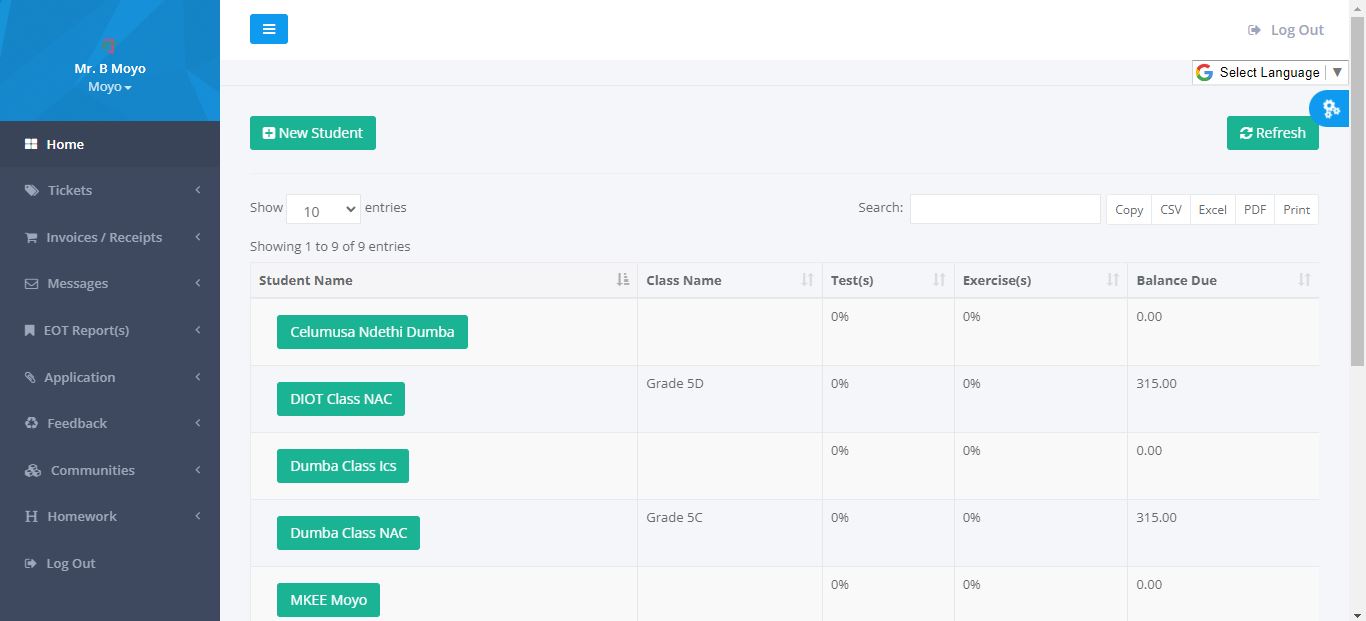 Log Out
Mr. B Moyo
Moyo
Select Language ▼
Home
Tickets
Invoices / Receipts
Messages
EOT Report(s)
Application
Feedback
Communities
Homework
Log Out
New Student
Refresh
Show 10 entries
Search: Copy CSV Excel PDF Print
Showing 1 to 9 of 9 entries
Student Name Class Name Test(s) Exercise(s) Balance Due
Celumusa Ndethi Dumba 0% 0% 0.00
DIOT Class NAC Grade 5D 0% 0% 315.00
Dumba Class Ics 0% 0% 0.00
Dumba Class NAC Grade 5C 0% 0% 315.00
MKEE Moyo 0% 0% 0.00